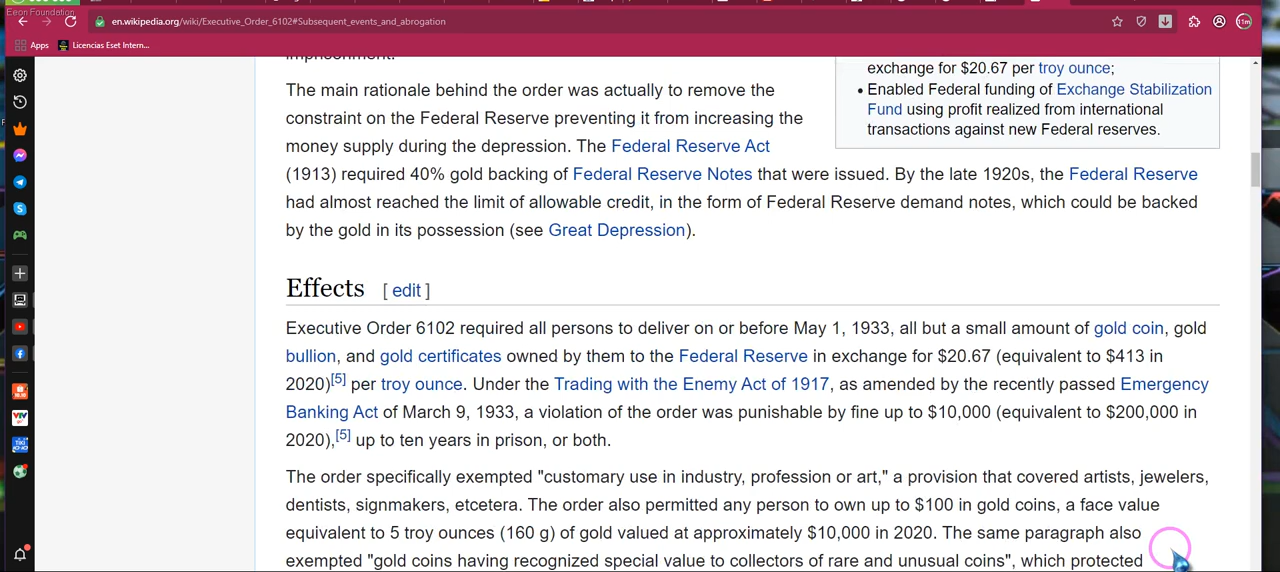 Eeon Foundation
en.wikipedia.org/wiki/Executive_Order_6102#Subsequent_events_and_abrogation
11m
Apps Licencias Eset Intern...
exchange for $20.67 per troy ounce;
• Enabled Federal funding of Exchange Stabilization
Fund using profit realized from international
transactions against new Federal reserves.
imprisonment.
The main rationale behind the order was actually to remove the
constraint on the Federal Reserve preventing it from increasing the
money supply during the depression. The Federal Reserve Act
(1913) required 40% gold backing of Federal Reserve Notes that were issued. By the late 1920s, the Federal Reserve
had almost reached the limit of allowable credit, in the form of Federal Reserve demand notes, which could be backed
by the gold in its possession (see Great Depression).
Effects [ edit ]
Executive Order 6102 required all persons to deliver on or before May 1, 1933, all but a small amount of gold coin, gold
bullion, and gold certificates owned by them to the Federal Reserve in exchange for $20.67 (equivalent to $413 in
2020)[5] per troy ounce. Under the Trading with the Enemy Act of 1917, as amended by the recently passed Emergency
Banking Act of March 9, 1933, a violation of the order was punishable by fine up to $10,000 (equivalent to $200,000 in
2020),[5] up to ten years in prison, or both.
The order specifically exempted "customary use in industry, profession or art," a provision that covered artists, jewelers,
dentists, signmakers, etcetera. The order also permitted any person to own up to $100 in gold coins, a face value
equivalent to 5 troy ounces (160 g) of gold valued at approximately $10,000 in 2020. The same paragraph also
exempted "gold coins having recognized special value to collectors of rare and unusual coins", which protected